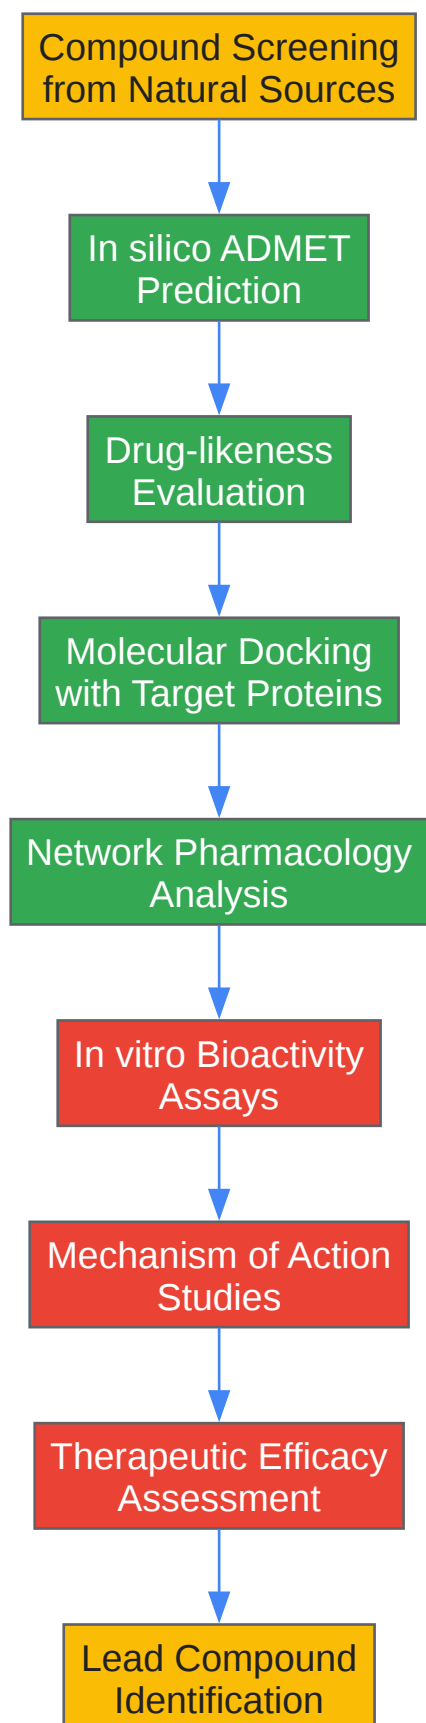 Compound Screening
from Natural Sources
In silico ADMET
Prediction
Drug-likeness
Evaluation
Molecular Docking
with Target Proteins
Network Pharmacology
Analysis
In vitro Bioactivity
Assays
Mechanism of Action
Studies
Therapeutic Efficacy
Assessment
Lead Compound
Identification